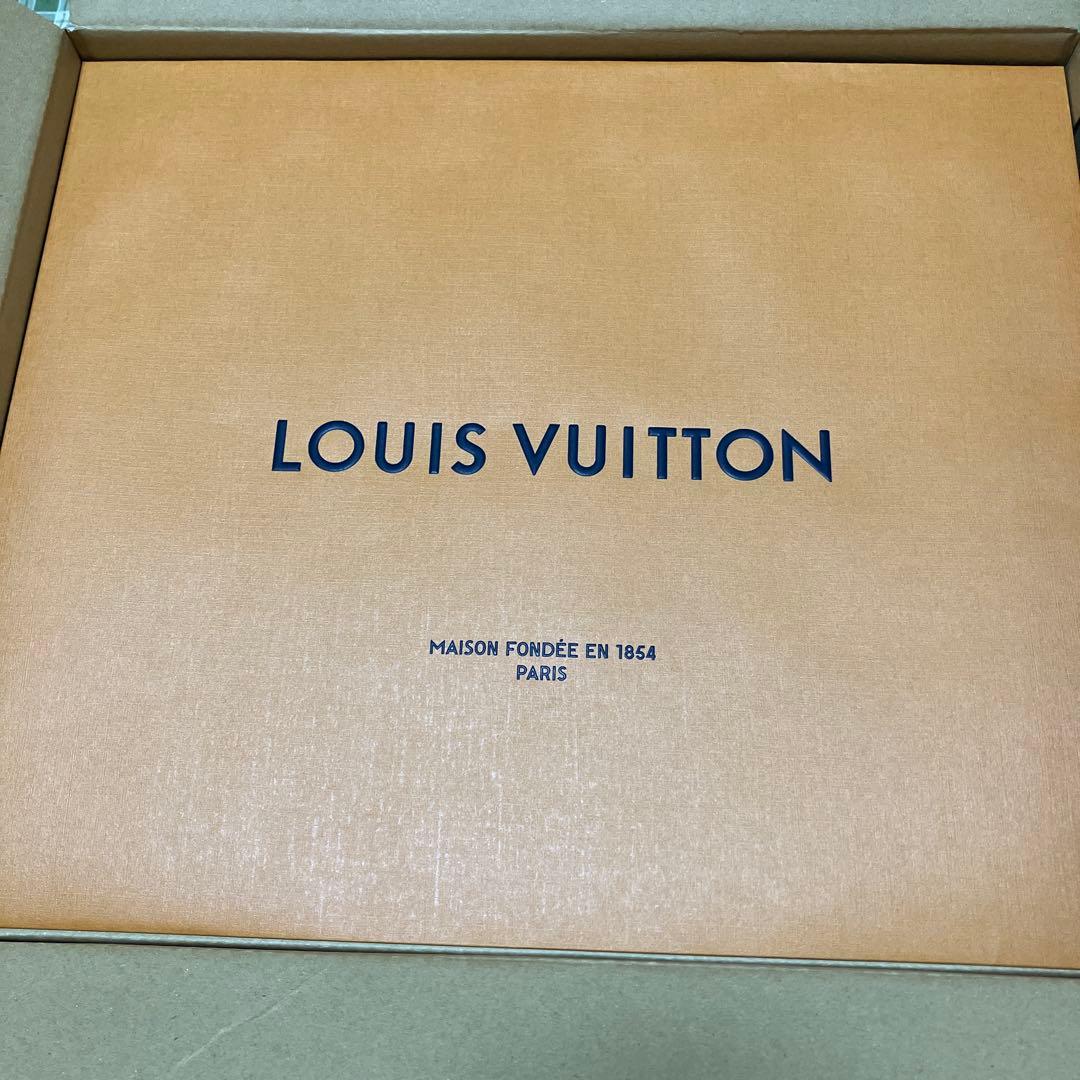 LOUIS VUITTON
MAISON FONDÉE EN 1854
PARIS